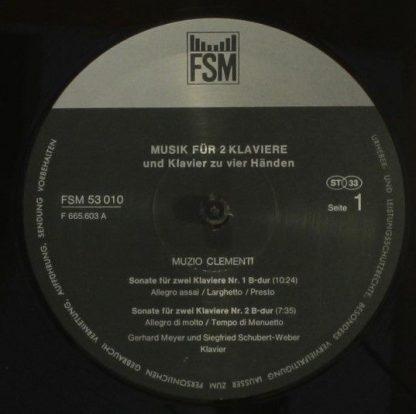 FSM
MUSIK FÜR 2 KLAVIERE
und Klavier zu vier Händen
FSM 53 010
F 665.603 A
ST 33
Seite 1
MUZIO CLEMENTI
Sonate für zwei Klaviere Nr. 1 B-dur (10:24)
Allegro assai / Larghetto / Presto
Sonate für zwei Klaviere Nr. 2 B-dur (7:35)
Allegro di molto / Tempo di Menuetto
Gerhard Meyer und Siegfried Schubert-Weber
Klavier
URHEBER- UND LEISTUNGSSCHUTZRECHTE, BESONDERS VERVIELFÄLTIGUNG AUSSER ZUM PERSÖNLICHEN GEBRAUCH! VERMIETUNG, AUFFÜHRUNG, SENDUNG VORBEHALTEN